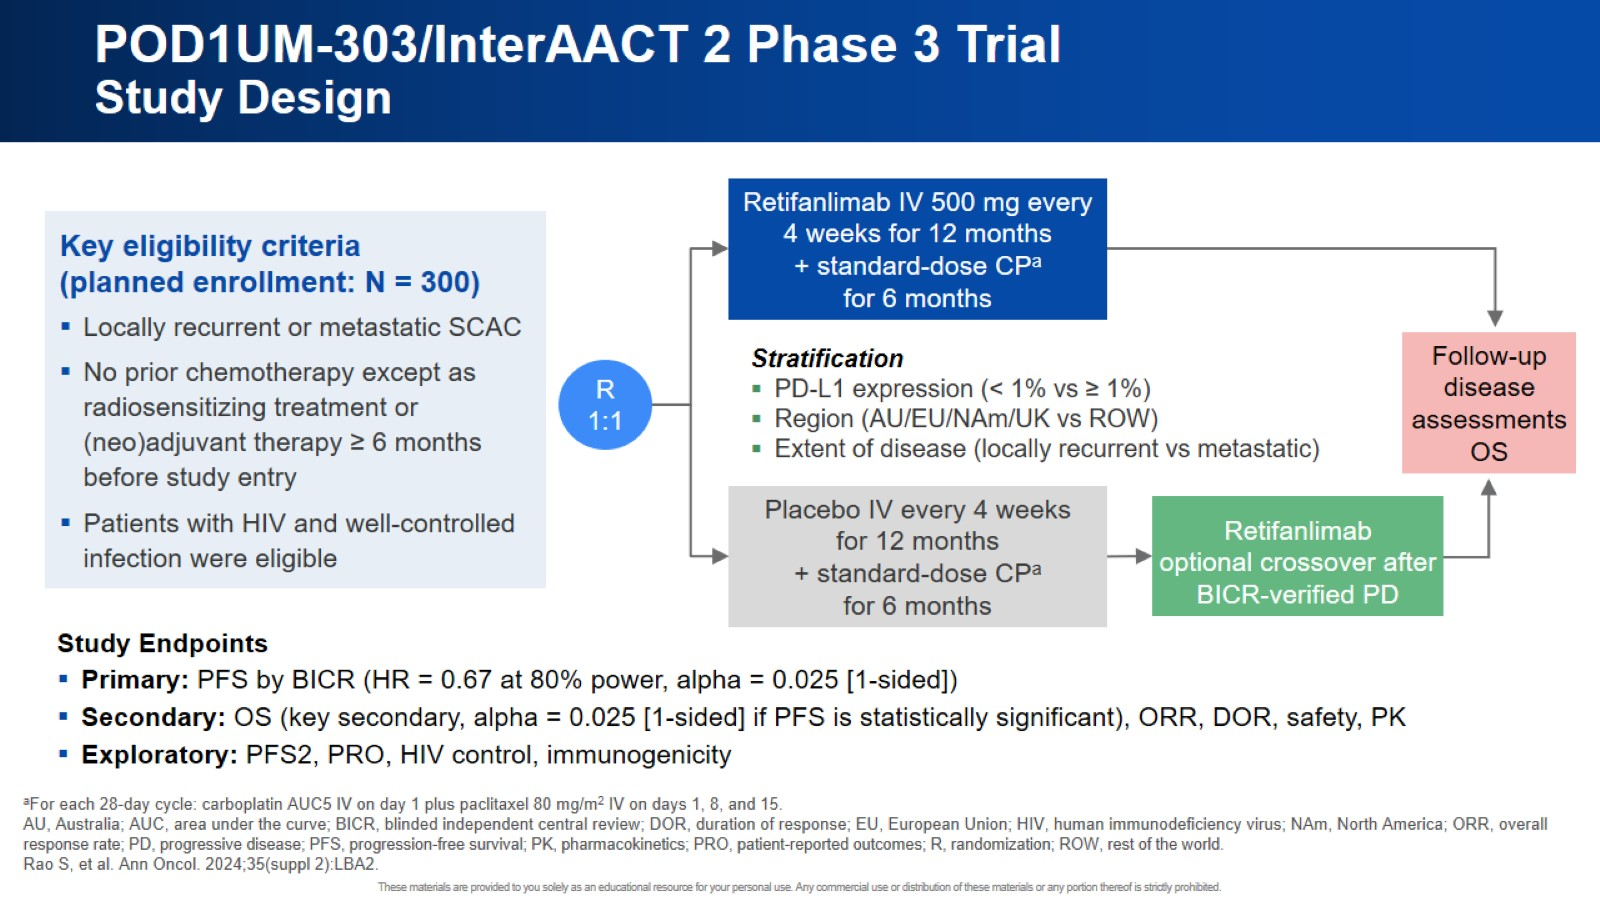 POD1UM-303/InterAACT 2 Phase 3 Trial
Study Design
Key eligibility criteria
(planned enrollment: N = 300)
▪ Locally recurrent or metastatic SCAC
▪ No prior chemotherapy except as
radiosensitizing treatment or
(neo)adjuvant therapy ≥ 6 months
before study entry
▪ Patients with HIV and well-controlled
infection were eligible
R
1:1
Retifanlimab IV 500 mg every
4 weeks for 12 months
+ standard-dose CPᵃ
for 6 months
Stratification
▪ PD-L1 expression (< 1% vs ≥ 1%)
▪ Region (AU/EU/NAm/UK vs ROW)
▪ Extent of disease (locally recurrent vs metastatic)
Placebo IV every 4 weeks
for 12 months
+ standard-dose CPᵃ
for 6 months
Retifanlimab
optional crossover after
BICR-verified PD
Follow-up
disease
assessments
OS
Study Endpoints
▪ Primary: PFS by BICR (HR = 0.67 at 80% power, alpha = 0.025 [1-sided])
▪ Secondary: OS (key secondary, alpha = 0.025 [1-sided] if PFS is statistically significant), ORR, DOR, safety, PK
▪ Exploratory: PFS2, PRO, HIV control, immunogenicity
ᵃFor each 28-day cycle: carboplatin AUC5 IV on day 1 plus paclitaxel 80 mg/m² IV on days 1, 8, and 15.
AU, Australia; AUC, area under the curve; BICR, blinded independent central review; DOR, duration of response; EU, European Union; HIV, human immunodeficiency virus; NAm, North America; ORR, overall
response rate; PD, progressive disease; PFS, progression-free survival; PK, pharmacokinetics; PRO, patient-reported outcomes; R, randomization; ROW, rest of the world.
Rao S, et al. Ann Oncol. 2024;35(suppl 2):LBA2.
These materials are provided to you solely as an educational resource for your personal use. Any commercial use or distribution of these materials or any portion thereof is strictly prohibited.